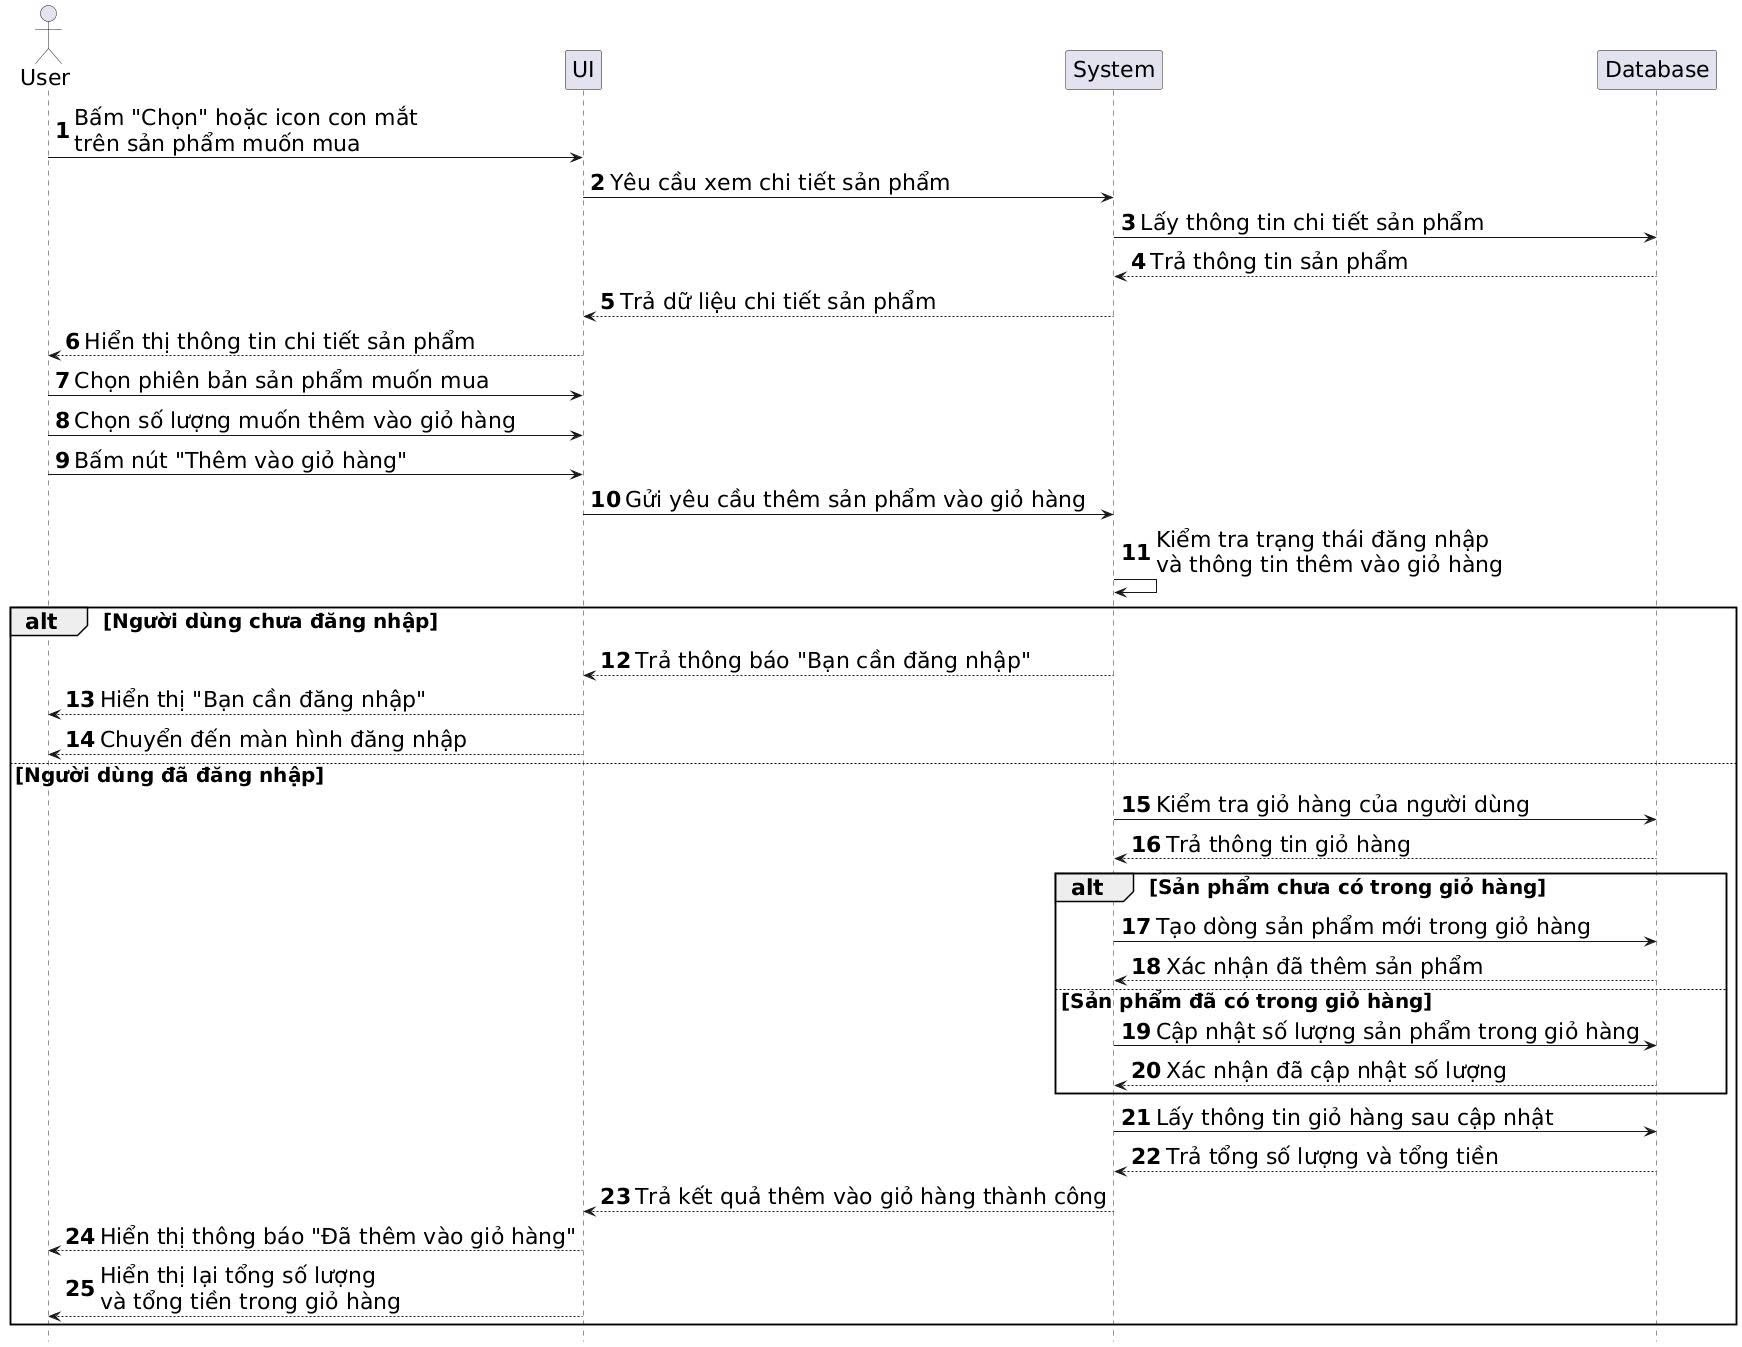 User
UI
System
Database
1 Bấm "Chọn" hoặc icon con mắt
trên sản phẩm muốn mua
2 Yêu cầu xem chi tiết sản phẩm
3 Lấy thông tin chi tiết sản phẩm
4 Trả thông tin sản phẩm
5 Trả dữ liệu chi tiết sản phẩm
6 Hiển thị thông tin chi tiết sản phẩm
7 Chọn phiên bản sản phẩm muốn mua
8 Chọn số lượng muốn thêm vào giỏ hàng
9 Bấm nút "Thêm vào giỏ hàng"
10 Gửi yêu cầu thêm sản phẩm vào giỏ hàng
11 Kiểm tra trạng thái đăng nhập
và thông tin thêm vào giỏ hàng
alt [Người dùng chưa đăng nhập]
12 Trả thông báo "Bạn cần đăng nhập"
13 Hiển thị "Bạn cần đăng nhập"
14 Chuyển đến màn hình đăng nhập
[Người dùng đã đăng nhập]
15 Kiểm tra giỏ hàng của người dùng
16 Trả thông tin giỏ hàng
alt [Sản phẩm chưa có trong giỏ hàng]
17 Tạo dòng sản phẩm mới trong giỏ hàng
18 Xác nhận đã thêm sản phẩm
[Sản phẩm đã có trong giỏ hàng]
19 Cập nhật số lượng sản phẩm trong giỏ hàng
20 Xác nhận đã cập nhật số lượng
21 Lấy thông tin giỏ hàng sau cập nhật
22 Trả tổng số lượng và tổng tiền
23 Trả kết quả thêm vào giỏ hàng thành công
24 Hiển thị thông báo "Đã thêm vào giỏ hàng"
25 Hiển thị lại tổng số lượng
và tổng tiền trong giỏ hàng